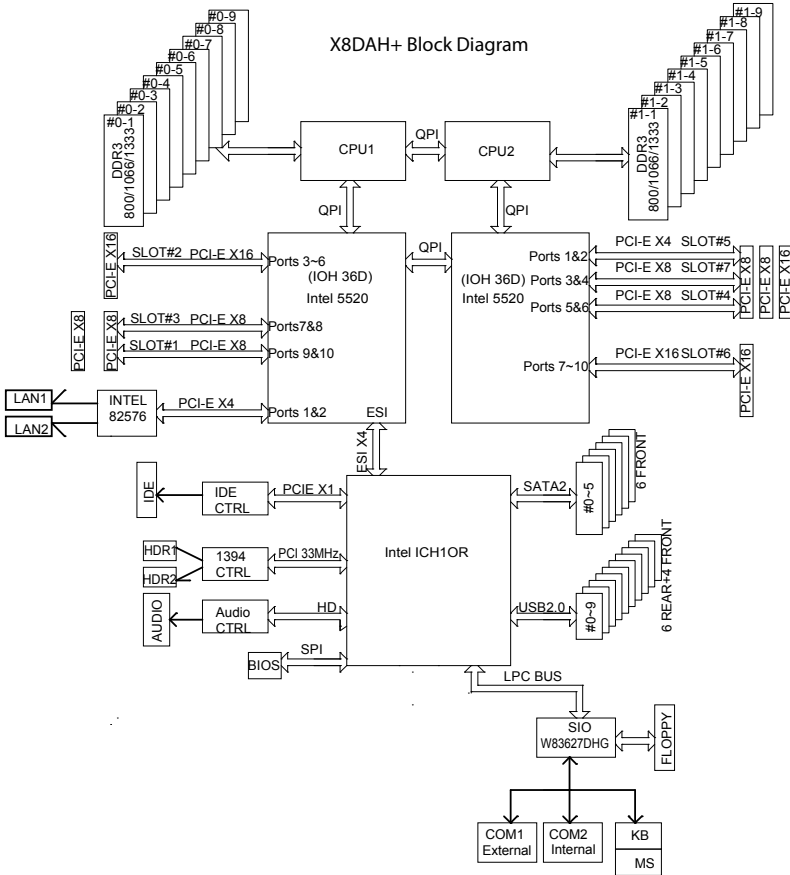 X8DAH+ Block Diagram
#0-9
#0-8
#0-7
#0-6
#0-5
#0-4
#0-3
#0-2
#0-1
DDR3
800/1066/1333
#1-9
#1-8
#1-7
#1-6
#1-5
#1-4
#1-3
#1-2
#1-1
DDR3
800/1066/1333
CPU1
QPI
CPU2
QPI
QPI
PCI-E X16
SLOT#2 PCI-E X16
Ports 3~6
(IOH 36D)
Intel 5520
QPI
(IOH 36D)
Intel 5520
Ports 1&2
PCI-E X4 SLOT#5
Ports 3&4
PCI-E X8 SLOT#7
Ports 5&6
PCI-E X8 SLOT#4
PCI-E X8
PCI-E X8
PCI-E X16
PCI-E X8
PCI-E X8
SLOT#3 PCI-E X8
Ports7&8
SLOT#1 PCI-E X8
Ports 9&10
Ports 7~10
PCI-E X16SLOT#6
PCI-E X16
LAN1
LAN2
INTEL
82576
PCI-E X4
Ports 1&2
ESI
ESI X4
IDE
IDE
CTRL
PCIE X1
Intel ICH1OR
SATA2
#0~5
6 FRONT
HDR1
HDR2
1394
CTRL
PCI 33MHz
AUDIO
Audio
CTRL
HD
USB2.0
#0~9
6 REAR+4 FRONT
BIOS
SPI
LPC BUS
SIO
W83627DHG
FLOPPY
COM1
External
COM2
Internal
KB
MS